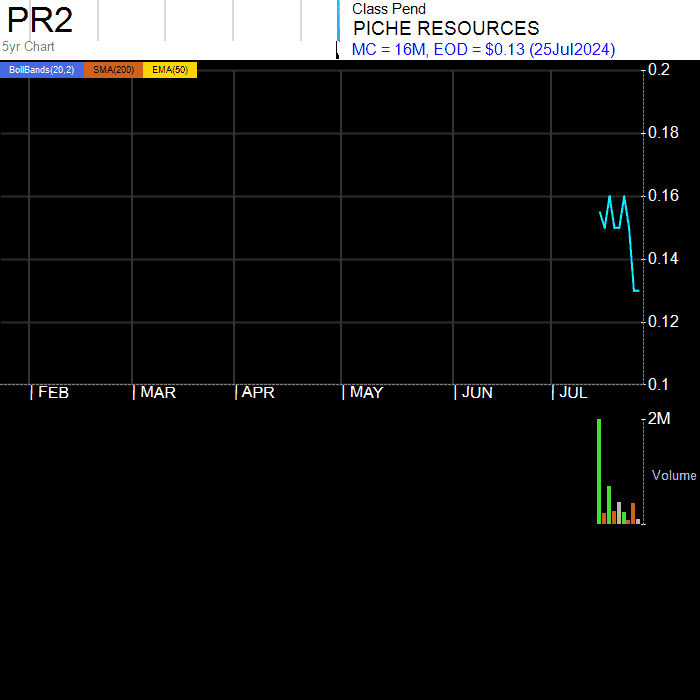 PR2
5yr Chart
Class Pend
PICHE RESOURCES
MC = 16M, EOD = $0.13 (25Jul2024)
BollBands(20,2) SMA(200) EMA(50)
0.2
0.18
0.16
0.14
0.12
0.1
FEB MAR APR MAY JUN JUL
2M
Volume